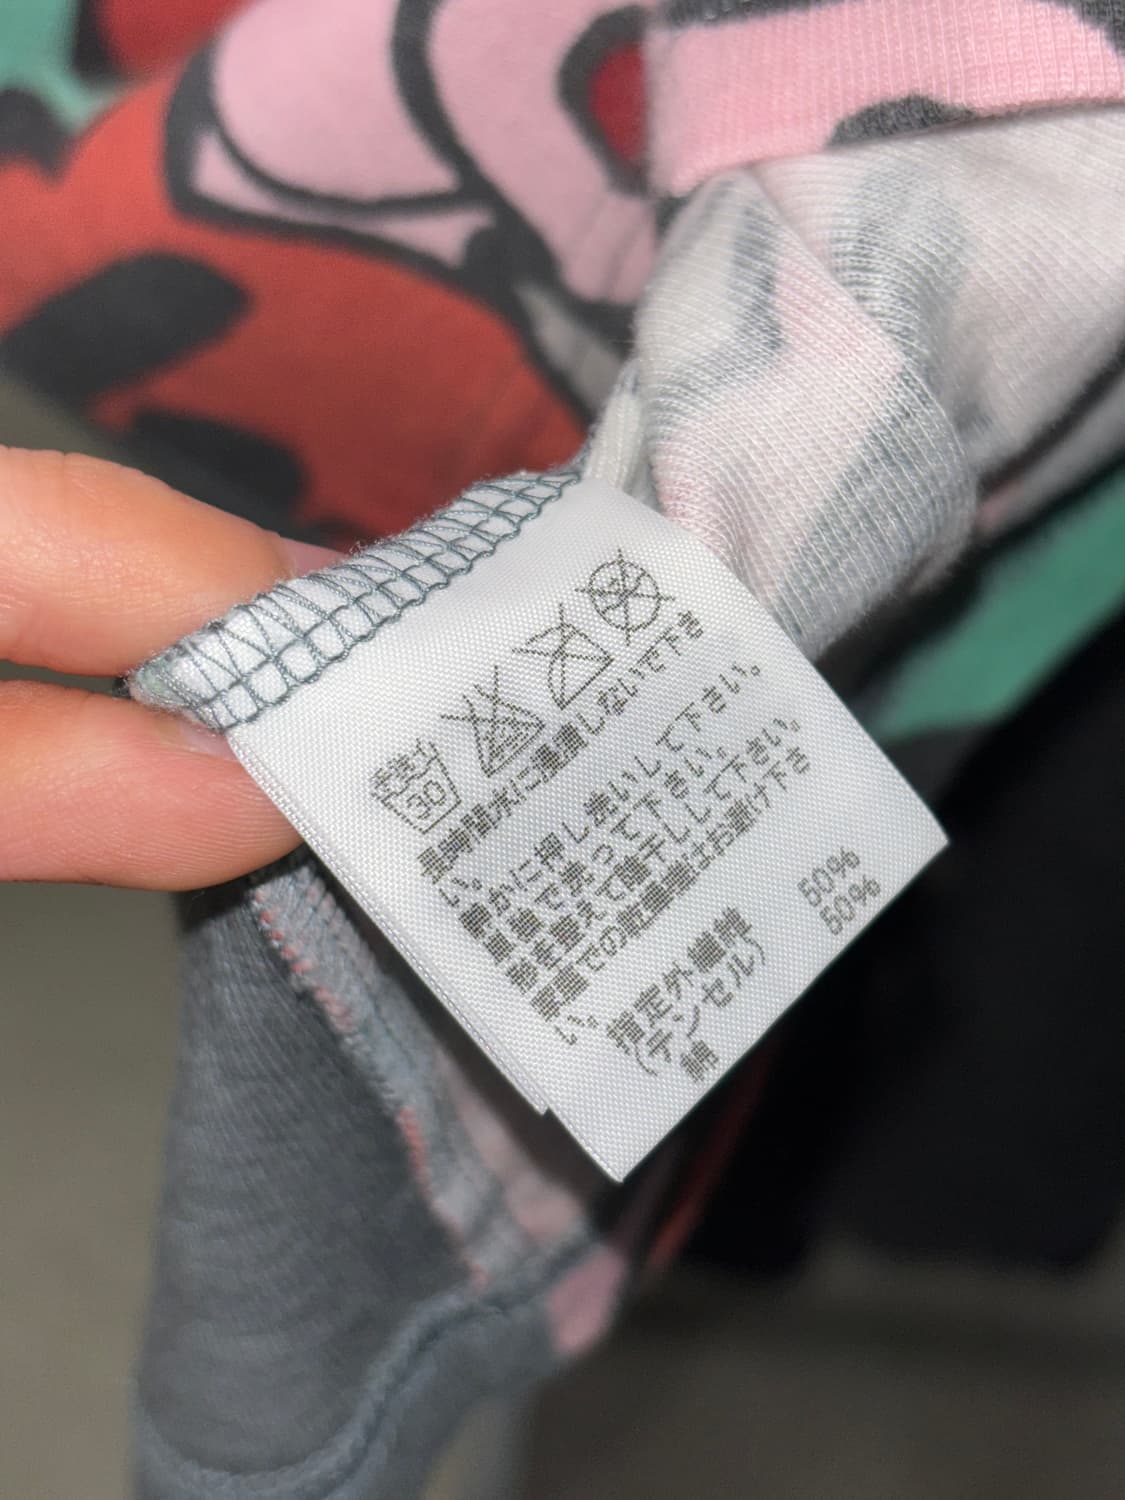 手洗イ
30
長時間水に浸漬しないで下さ
い。
静かに押し洗いして下さい。
裏返して洗って下さい。
形を整えて陰干しして下さい。
家庭での乾燥機はお避け下さ
い。
指定外繊維
(テンセル) 50%
綿 50%